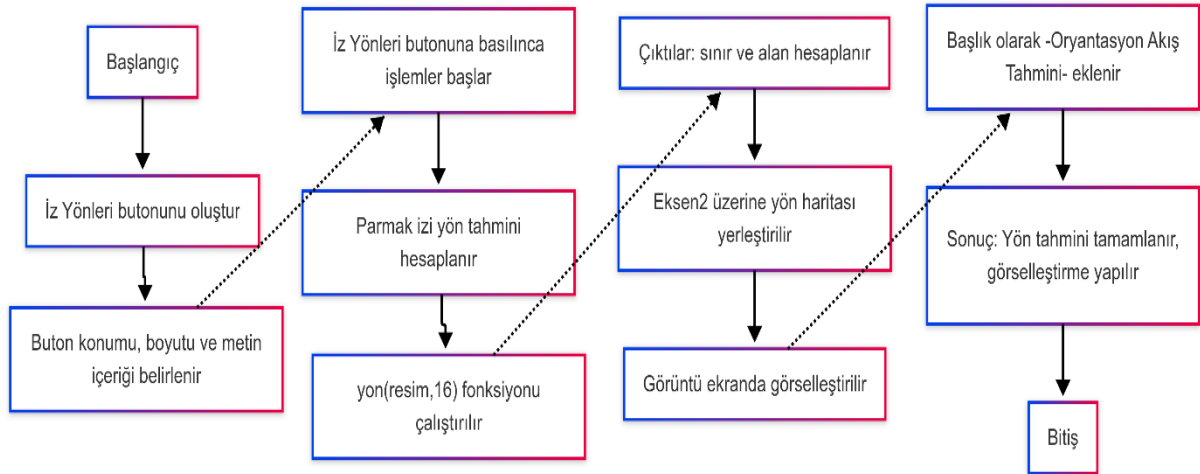 Başlangıç
İz Yönleri butonunu oluştur
Buton konumu, boyutu ve metin
içeriği belirlenir
İz Yönleri butonuna basılınca
işlemler başlar
Parmak izi yön tahmini
hesaplanır
yon(resim,16) fonksiyonu
çalıştırılır
Çıktılar: sınır ve alan hesaplanır
Eksen2 üzerine yön haritası
yerleştirilir
Görüntü ekranda görselleştirilir
Başlık olarak -Oryantasyon Akış
Tahmini- eklenir
Sonuç: Yön tahmini tamamlanır,
görselleştirme yapılır
Bitiş